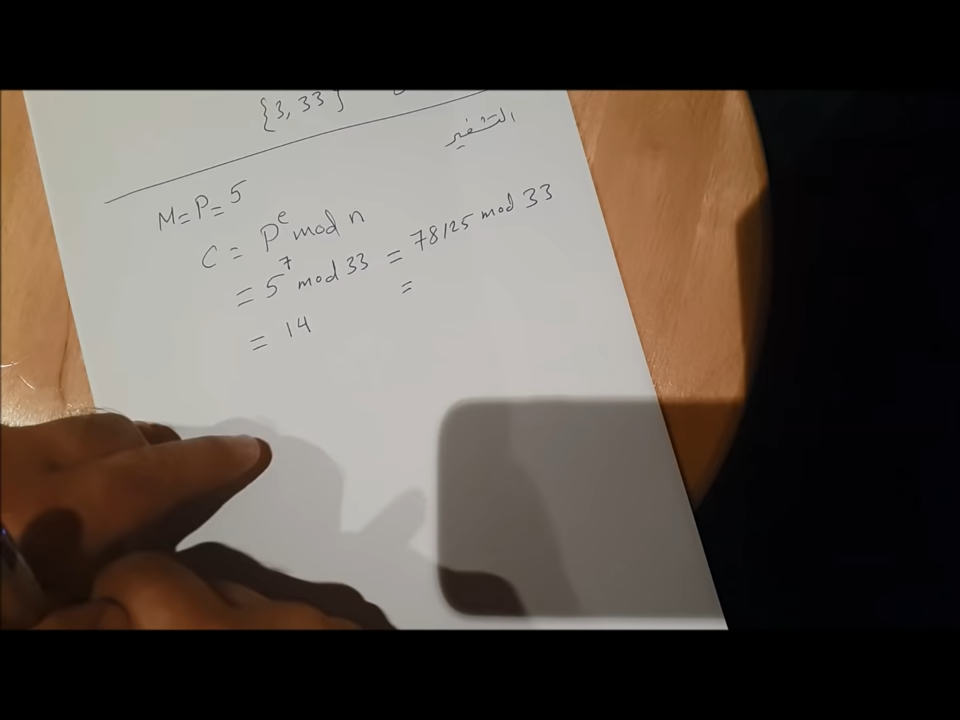 {3, 33}
التشفير
M=P=5
C = P^e mod n
= 5^7 mod 33 = 78125 mod 33
= 14 =